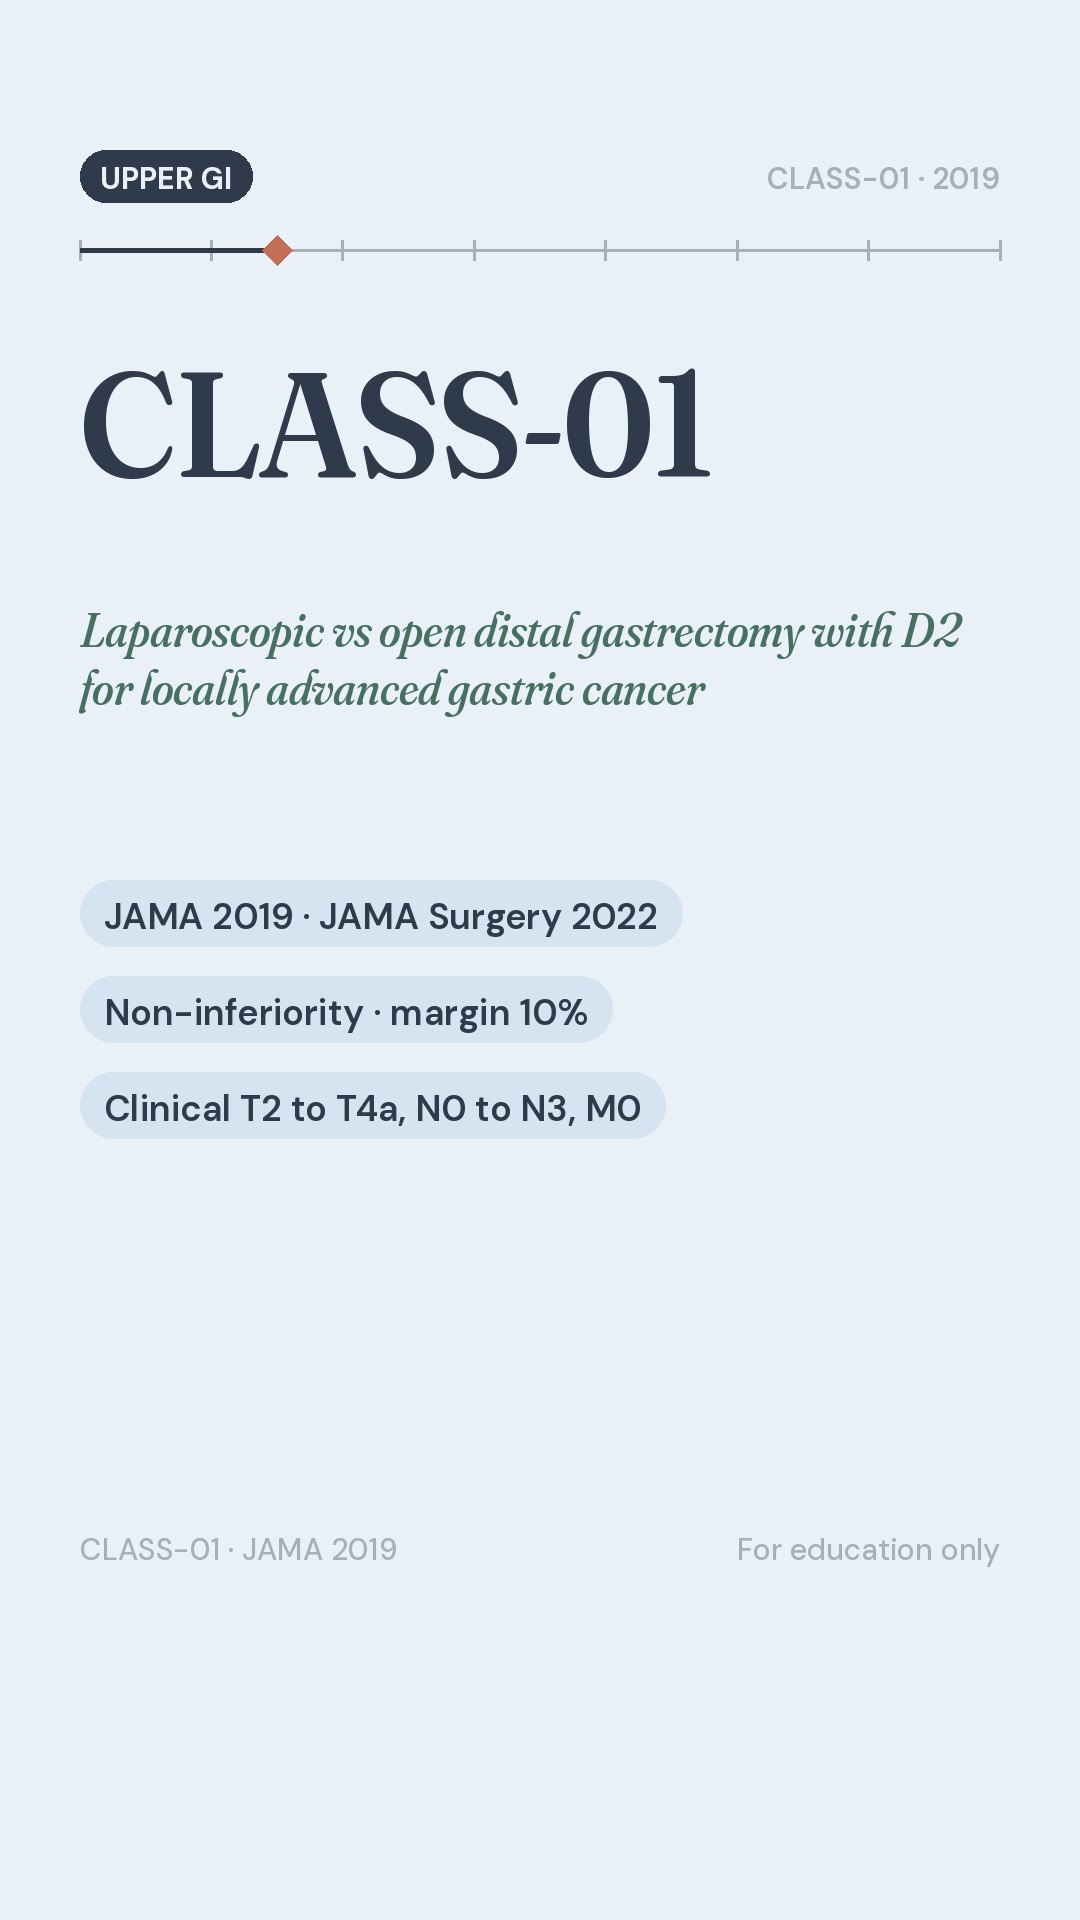 UPPER GI
CLASS-01 · 2019
CLASS-01
Laparoscopic vs open distal gastrectomy with D2
for locally advanced gastric cancer
JAMA 2019 · JAMA Surgery 2022
Non-inferiority · margin 10%
Clinical T2 to T4a, N0 to N3, M0
CLASS-01 · JAMA 2019
For education only